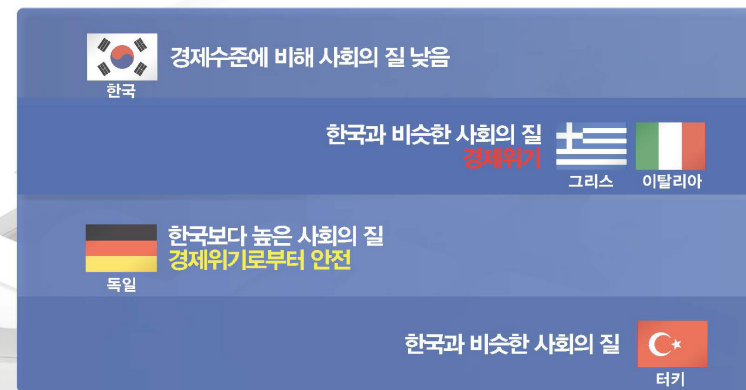 경제수준에 비해 사회의 질 낮음
한국
한국과 비슷한 사회의 질
경제위기
그리스
이탈리아
한국보다 높은 사회의 질
경제위기로부터 안전
독일
한국과 비슷한 사회의 질
터키